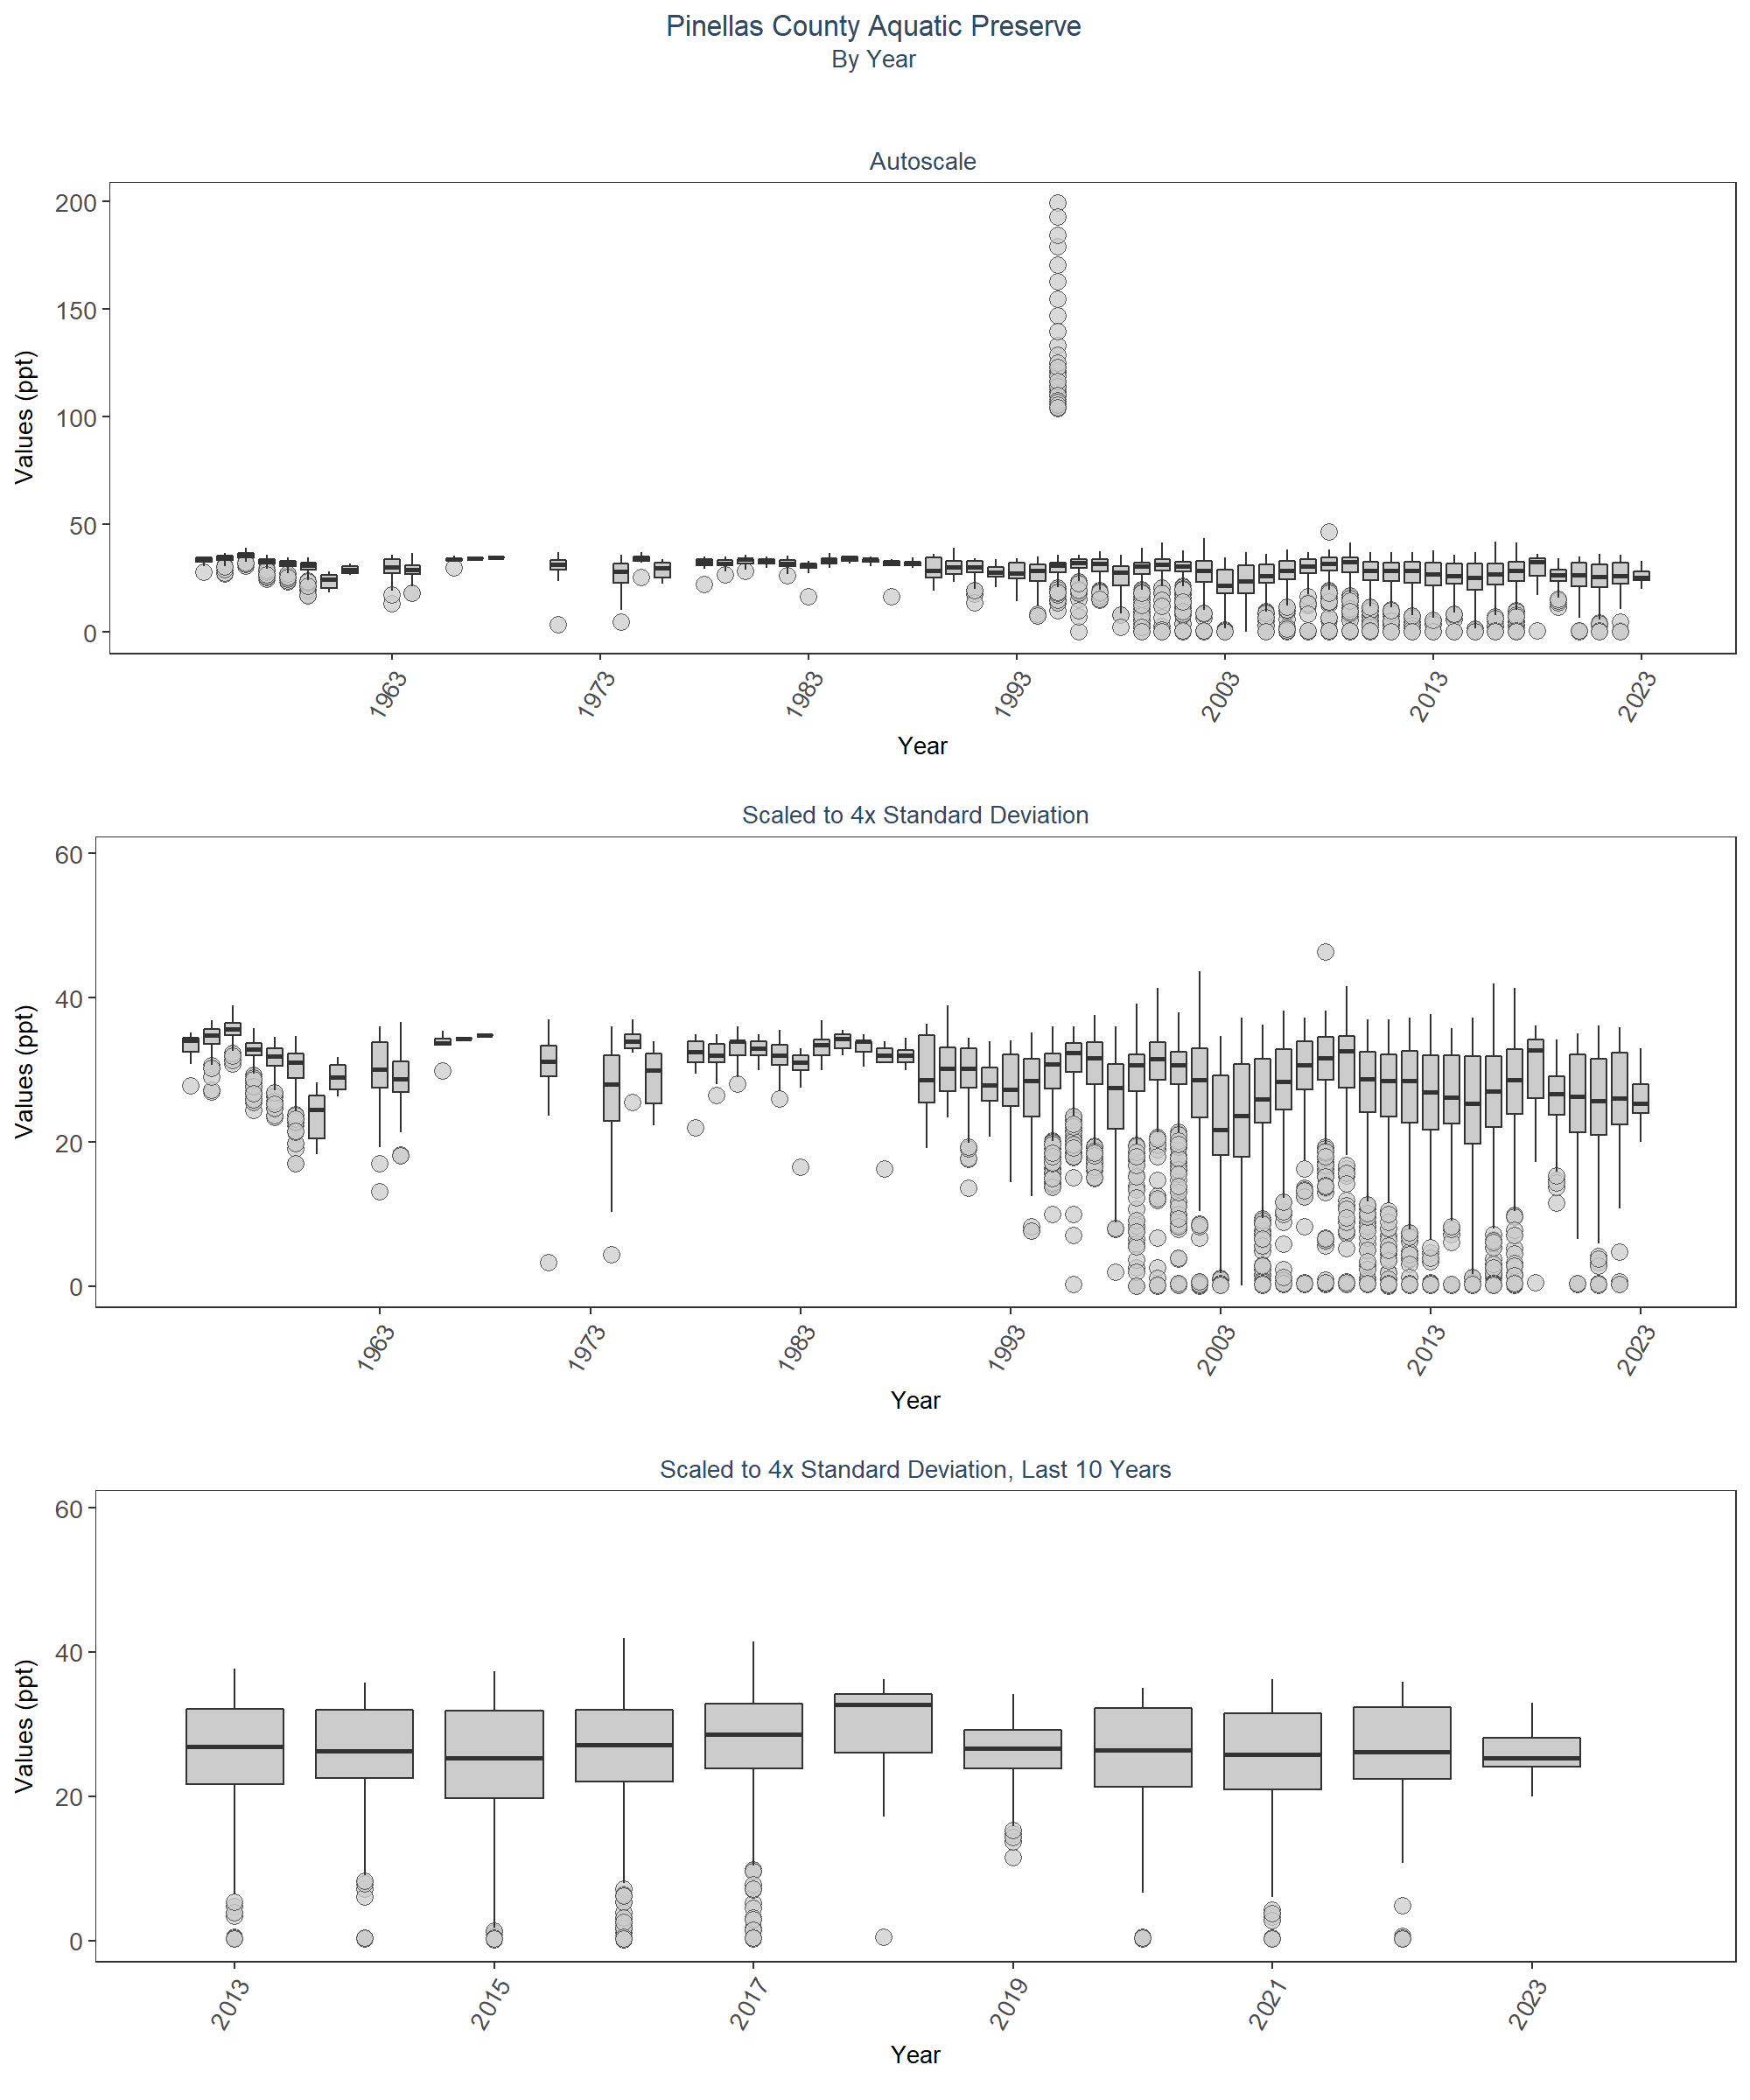 Pinellas County Aquatic Preserve
By Year
Autoscale
200
150
100
50
0
Values (ppt)
1963 1973 1983 1993 2003 2013 2023
Year
Scaled to 4x Standard Deviation
60
40
20
0
Values (ppt)
1963 1973 1983 1993 2003 2013 2023
Year
Scaled to 4x Standard Deviation, Last 10 Years
60
40
20
0
Values (ppt)
2013 2015 2017 2019 2021 2023
Year